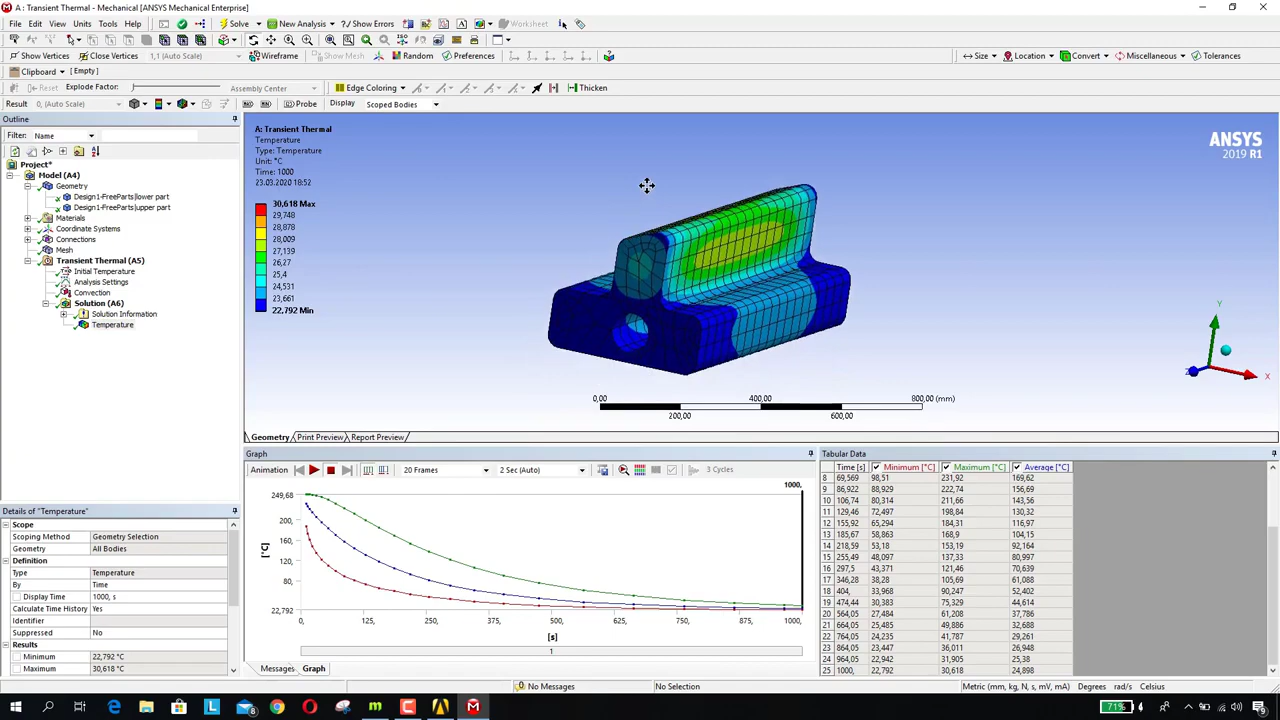 A : Transient Thermal - Mechanical [ANSYS Mechanical Enterprise]
File Edit View Units Tools Help Solve New Analysis Show Errors Worksheet
Show Vertices Close Vertices 1,1 (Auto Scale) Wireframe Show Mesh Random Preferences Size Location Convert Miscellaneous Tolerances
Clipboard [ Empty ]
Reset Explode Factor: Assembly Center Edge Coloring Thicken
Result 0, (Auto Scale) Probe Display Scoped Bodies
Outline
Filter: Name
Project*
Model (A4)
Geometry
Design1-FreeParts|lower part
Design1-FreeParts|upper part
Materials
Coordinate Systems
Connections
Mesh
Transient Thermal (A5)
Initial Temperature
Analysis Settings
Convection
Solution (A6)
Solution Information
Temperature
A: Transient Thermal
Temperature
Type: Temperature
Unit: °C
Time: 1000
23.03.2020 18:52
30,618 Max
29,748
28,878
28,009
27,139
26,27
25,4
24,531
23,661
22,792 Min
ANSYS
2019 R1
Y
X
Z
0,00 400,00 800,00 (mm)
200,00 600,00
Geometry Print Preview Report Preview
Details of "Temperature"
Scope
Scoping Method Geometry Selection
Geometry All Bodies
Definition
Type Temperature
By Time
Display Time 1000, s
Calculate Time History Yes
Identifier
Suppressed No
Results
Minimum 22,792 °C
Maximum 30,618 °C
Graph
Animation 20 Frames 2 Sec (Auto) 3 Cycles
1000,
249,68
200,
160,
120,
80,
22,792
[°C]
0, 125, 250, 375, 500, 625, 750, 875, 1000,
[s]
1
Messages Graph
Tabular Data
Time [s] Minimum [°C] Maximum [°C] Average [°C]
8 69,569 98,51 231,92 169,62
9 86,922 88,929 222,74 156,69
10 106,74 80,314 211,66 143,56
11 129,46 72,497 198,84 130,32
12 155,92 65,294 184,31 116,97
13 185,67 58,863 168,9 104,15
14 218,59 53,18 153,19 92,164
15 255,49 48,097 137,33 80,997
16 297,5 43,371 121,46 70,639
17 346,28 38,28 105,69 61,088
18 404, 33,968 90,247 52,402
19 474,44 30,383 75,329 44,614
20 564,05 27,484 61,208 37,786
21 664,05 25,485 49,886 32,688
22 764,05 24,235 41,787 29,261
23 864,05 23,447 36,011 26,948
24 964,05 22,942 31,905 25,38
25 1000, 22,792 30,618 24,898
No Messages No Selection Metric (mm, kg, N, s, mV, mA) Degrees rad/s Celsius
71%